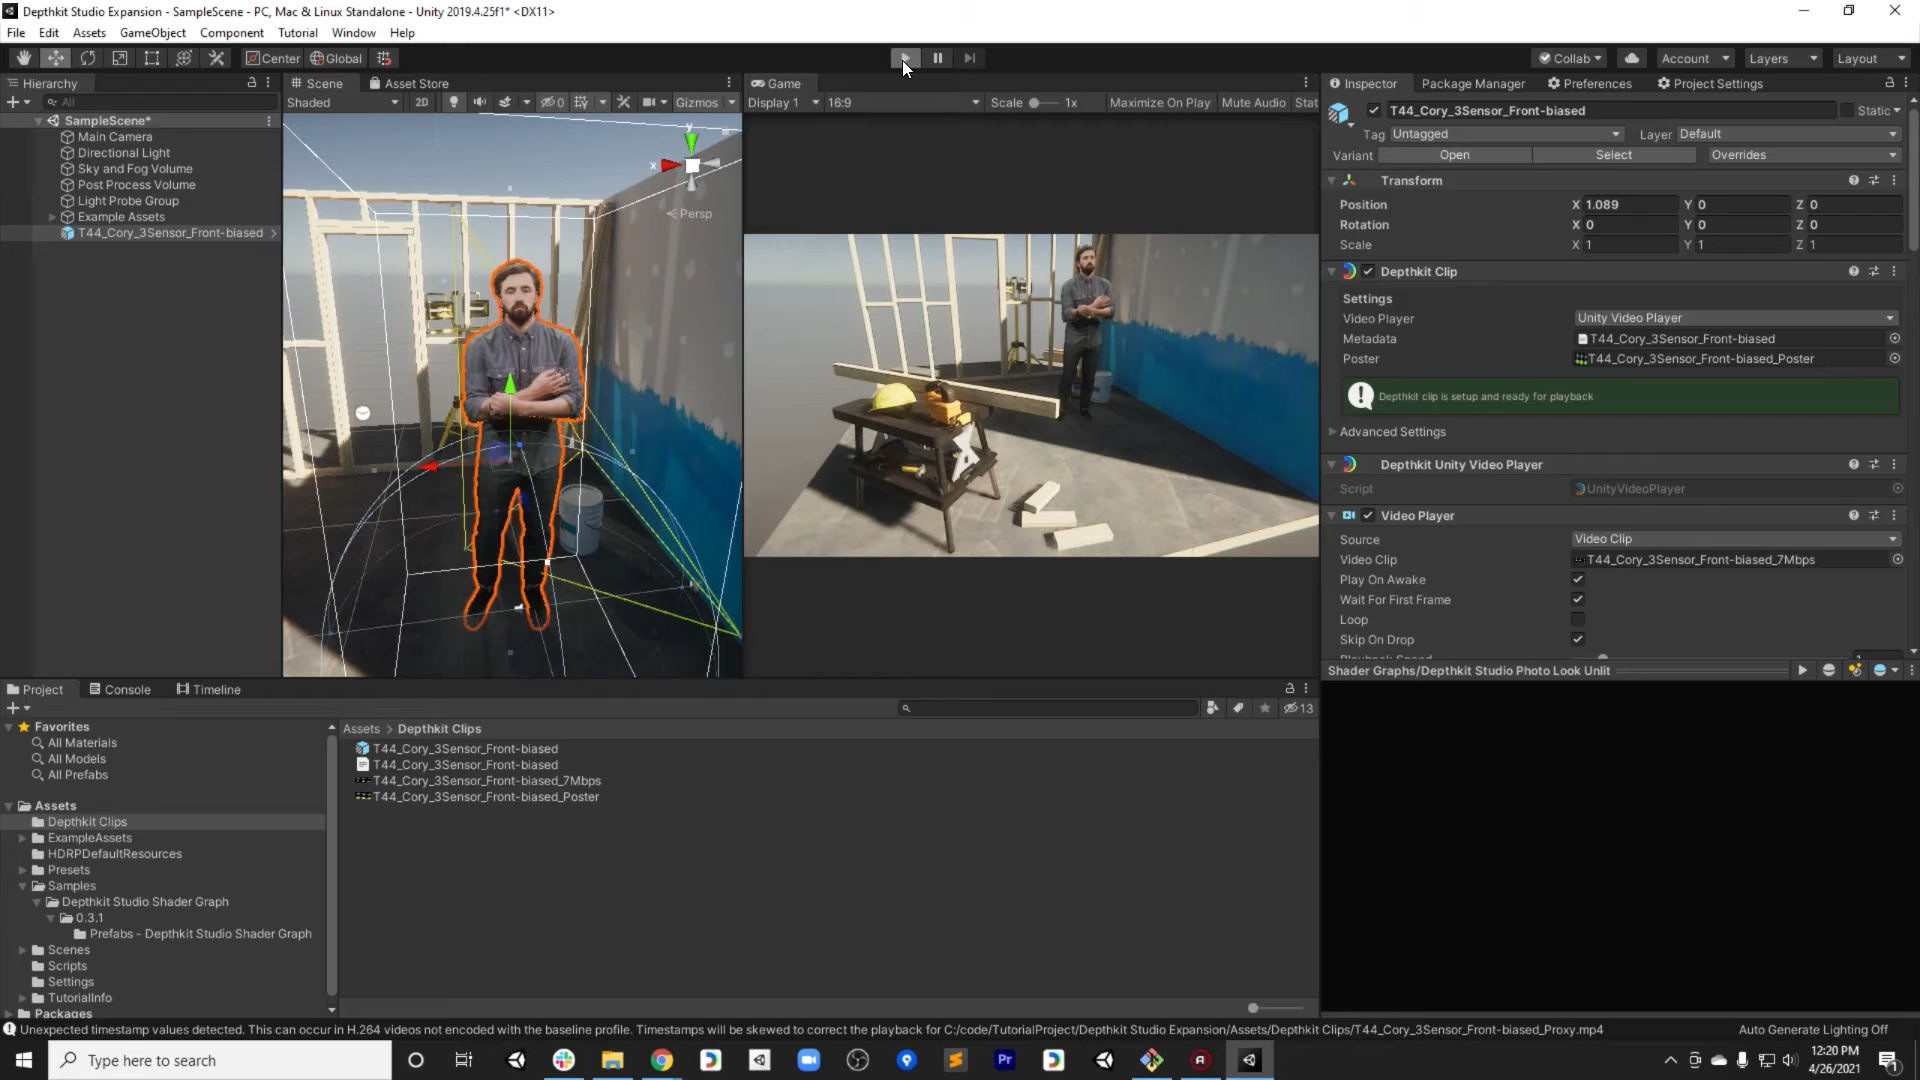 Depthkit Studio Expansion - SampleScene - PC, Mac & Linux Standalone - Unity 2019.4.25f1* <DX11>
File Edit Assets GameObject Component Tutorial Window Help
Center Global Collab Account Layers Layout
Hierarchy
All
SampleScene*
Main Camera
Directional Light
Sky and Fog Volume
Post Process Volume
Light Probe Group
Example Assets
T44_Cory_3Sensor_Front-biased
Scene Asset Store
Shaded 2D 0 Gizmos
y
x
Persp
Game
Display 1 16:9 Scale 1x Maximize On Play Mute Audio Stat
Inspector Package Manager Preferences Project Settings
T44_Cory_3Sensor_Front-biased Static
Tag Untagged Layer Default
Variant Open Select Overrides
Transform
Position X 1.089 Y 0 Z 0
Rotation X 0 Y 0 Z 0
Scale X 1 Y 1 Z 1
Depthkit Clip
Settings
Video Player Unity Video Player
Metadata T44_Cory_3Sensor_Front-biased
Poster T44_Cory_3Sensor_Front-biased_Poster
Depthkit clip is setup and ready for playback
Advanced Settings
Depthkit Unity Video Player
Script UnityVideoPlayer
Video Player
Source Video Clip
Video Clip T44_Cory_3Sensor_Front-biased_7Mbps
Play On Awake
Wait For First Frame
Loop
Skip On Drop
Playback Speed 1
Shader Graphs/Depthkit Studio Photo Look Unlit
Project Console Timeline
13
Favorites
All Materials
All Models
All Prefabs
Assets
Depthkit Clips
ExampleAssets
HDRPDefaultResources
Presets
Samples
Depthkit Studio Shader Graph
0.3.1
Prefabs - Depthkit Studio Shader Graph
Scenes
Scripts
Settings
TutorialInfo
Packages
Assets > Depthkit Clips
T44_Cory_3Sensor_Front-biased
T44_Cory_3Sensor_Front-biased
T44_Cory_3Sensor_Front-biased_7Mbps
T44_Cory_3Sensor_Front-biased_Poster
Unexpected timestamp values detected. This can occur in H.264 videos not encoded with the baseline profile. Timestamps will be skewed to correct the playback for C:/code/TutorialProject/Depthkit Studio Expansion/Assets/Depthkit Clips/T44_Cory_3Sensor_Front-biased_Proxy.mp4 Auto Generate Lighting Off
Type here to search
Pr
12:20 PM
4/26/2021
1